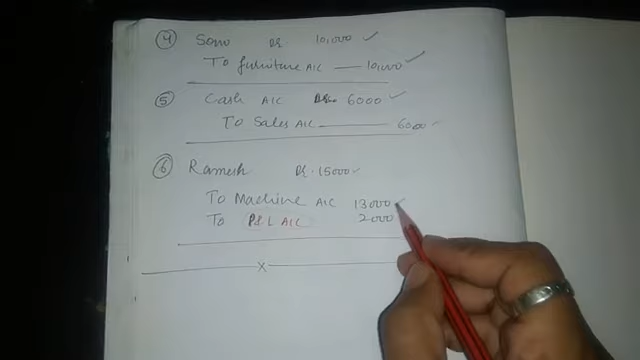 ④ Sonu Dr 10,000
To furniture A/C —— 10,000
⑤ Cash A/C Dr 6000
To Sales A/C —— 6000
⑥ Ramesh Dr. 15000
To Machine A/C 13000
To P&L A/C 2000
X